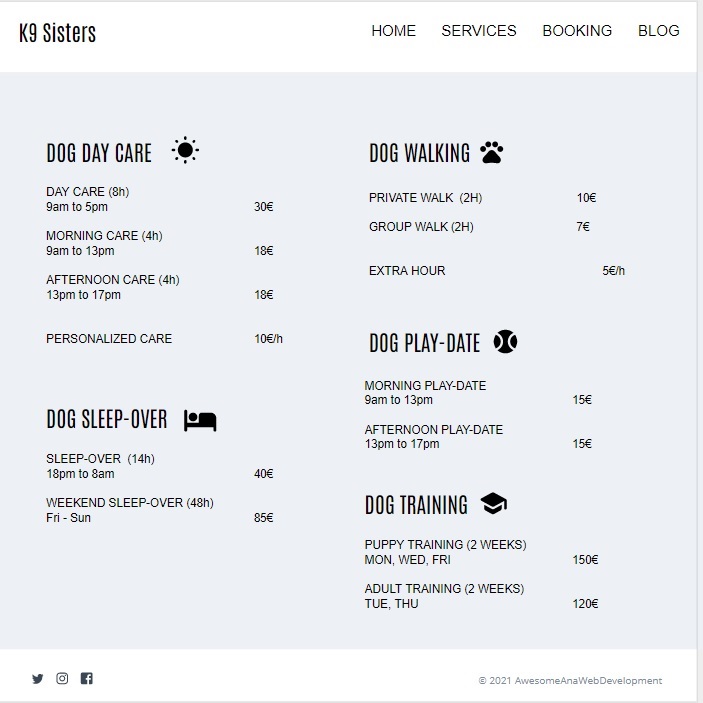 K9 Sisters
HOME SERVICES BOOKING BLOG
DOG DAY CARE
DAY CARE (8h)
9am to 5pm 30€
MORNING CARE (4h)
9am to 13pm 18€
AFTERNOON CARE (4h)
13pm to 17pm 18€
PERSONALIZED CARE 10€/h
DOG SLEEP-OVER
SLEEP-OVER (14h)
18pm to 8am 40€
WEEKEND SLEEP-OVER (48h)
Fri - Sun 85€
DOG WALKING
PRIVATE WALK (2H) 10€
GROUP WALK (2H) 7€
EXTRA HOUR 5€/h
DOG PLAY-DATE
MORNING PLAY-DATE
9am to 13pm 15€
AFTERNOON PLAY-DATE
13pm to 17pm 15€
DOG TRAINING
PUPPY TRAINING (2 WEEKS)
MON, WED, FRI 150€
ADULT TRAINING (2 WEEKS)
TUE, THU 120€
© 2021 AwesomeAnaWebDevelopment